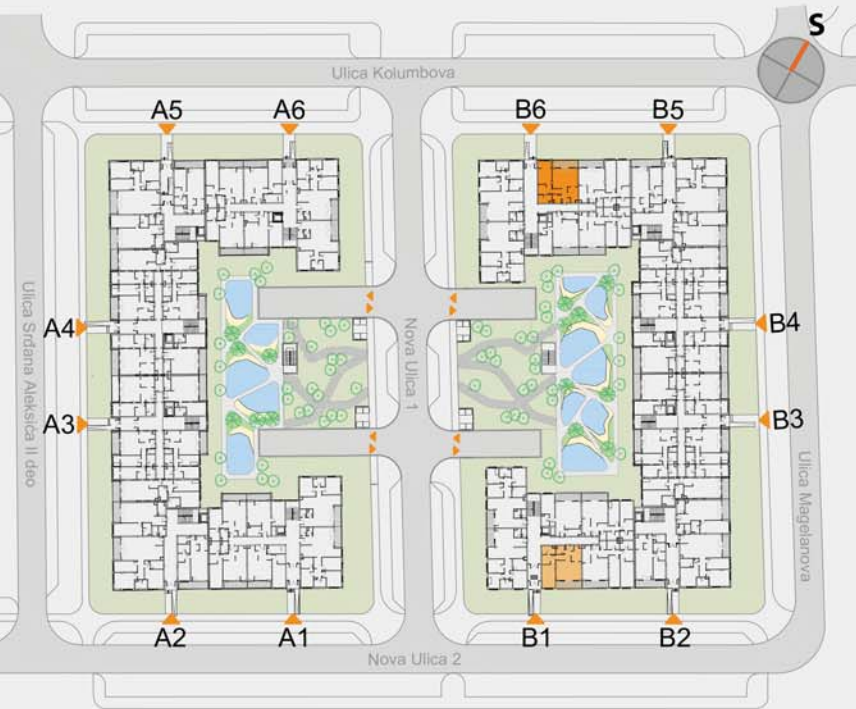 S
Ulica Kolumbova
A5
A6
B6
B5
Ulica Srđana Aleksica II deo
A4
Nova Ulica 1
B4
A3
B3
Ulica Magelanova
A2
A1
B1
B2
Nova Ulica 2